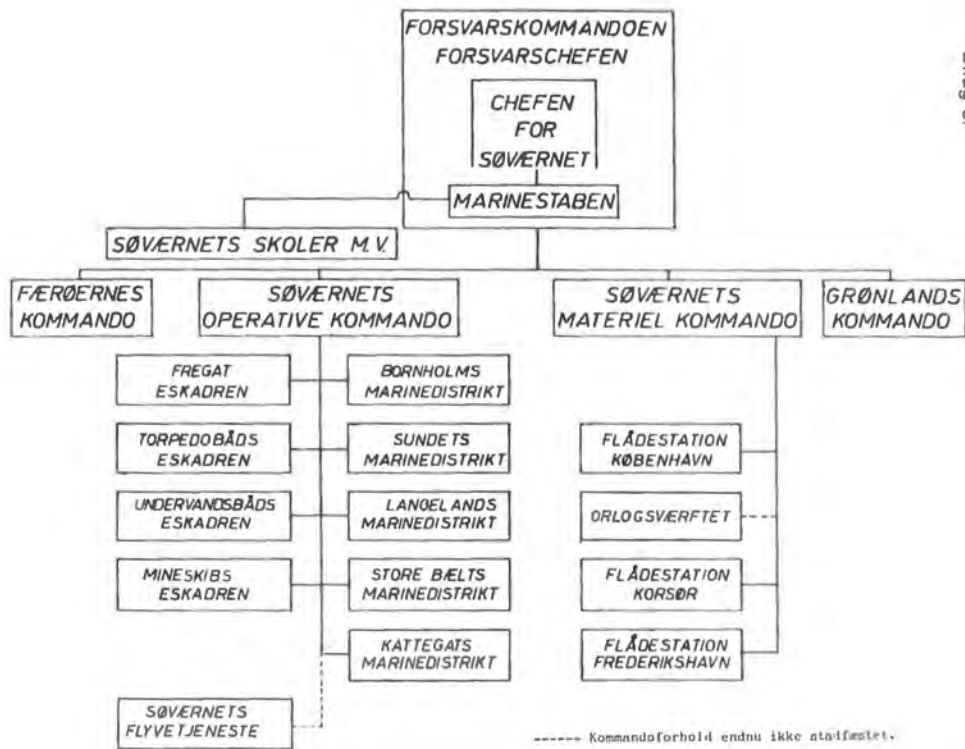 FORSVARSKOMMANDOEN
FORSVARSCHEFEN
CHEFEN
FOR
SØVÆRNET
MARINESTABEN
SØVÆRNETS SKOLER M.V.
FÆRØERNES
KOMMANDO
SØVÆRNETS
OPERATIVE KOMMANDO
SØVÆRNETS
MATERIEL KOMMANDO
GRØNLANDS
KOMMANDO
FREGAT
ESKADREN
BORNHOLMS
MARINEDISTRIKT
TORPEDOBÅDS
ESKADREN
SUNDETS
MARINEDISTRIKT
FLÅDESTATION
KØBENHAVN
UNDERVANDSBÅDS
ESKADREN
LANGELANDS
MARINEDISTRIKT
ORLOGSVÆRFTET
MINESKIBS
ESKADREN
STORE BÆLTS
MARINEDISTRIKT
FLÅDESTATION
KORSØR
KATTEGATS
MARINEDISTRIKT
FLÅDESTATION
FREDERIKSHAVN
SØVÆRNETS
FLYVETJENESTE
------ Kommandoforhold endnu ikke stadfæstet.